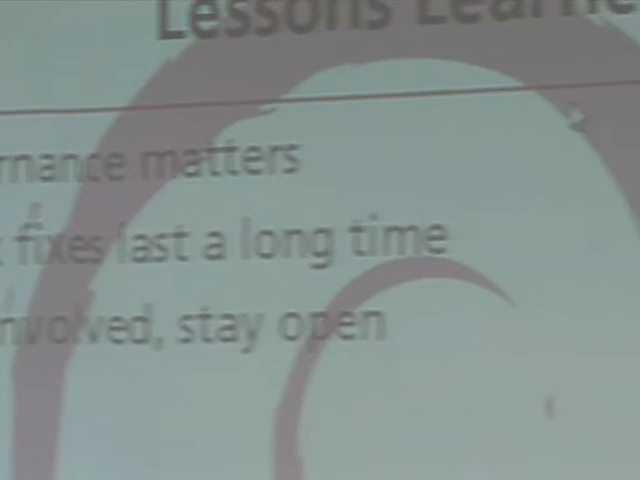 Lessons Learne
rnance matters
t fixes last a long time
nvolved, stay open